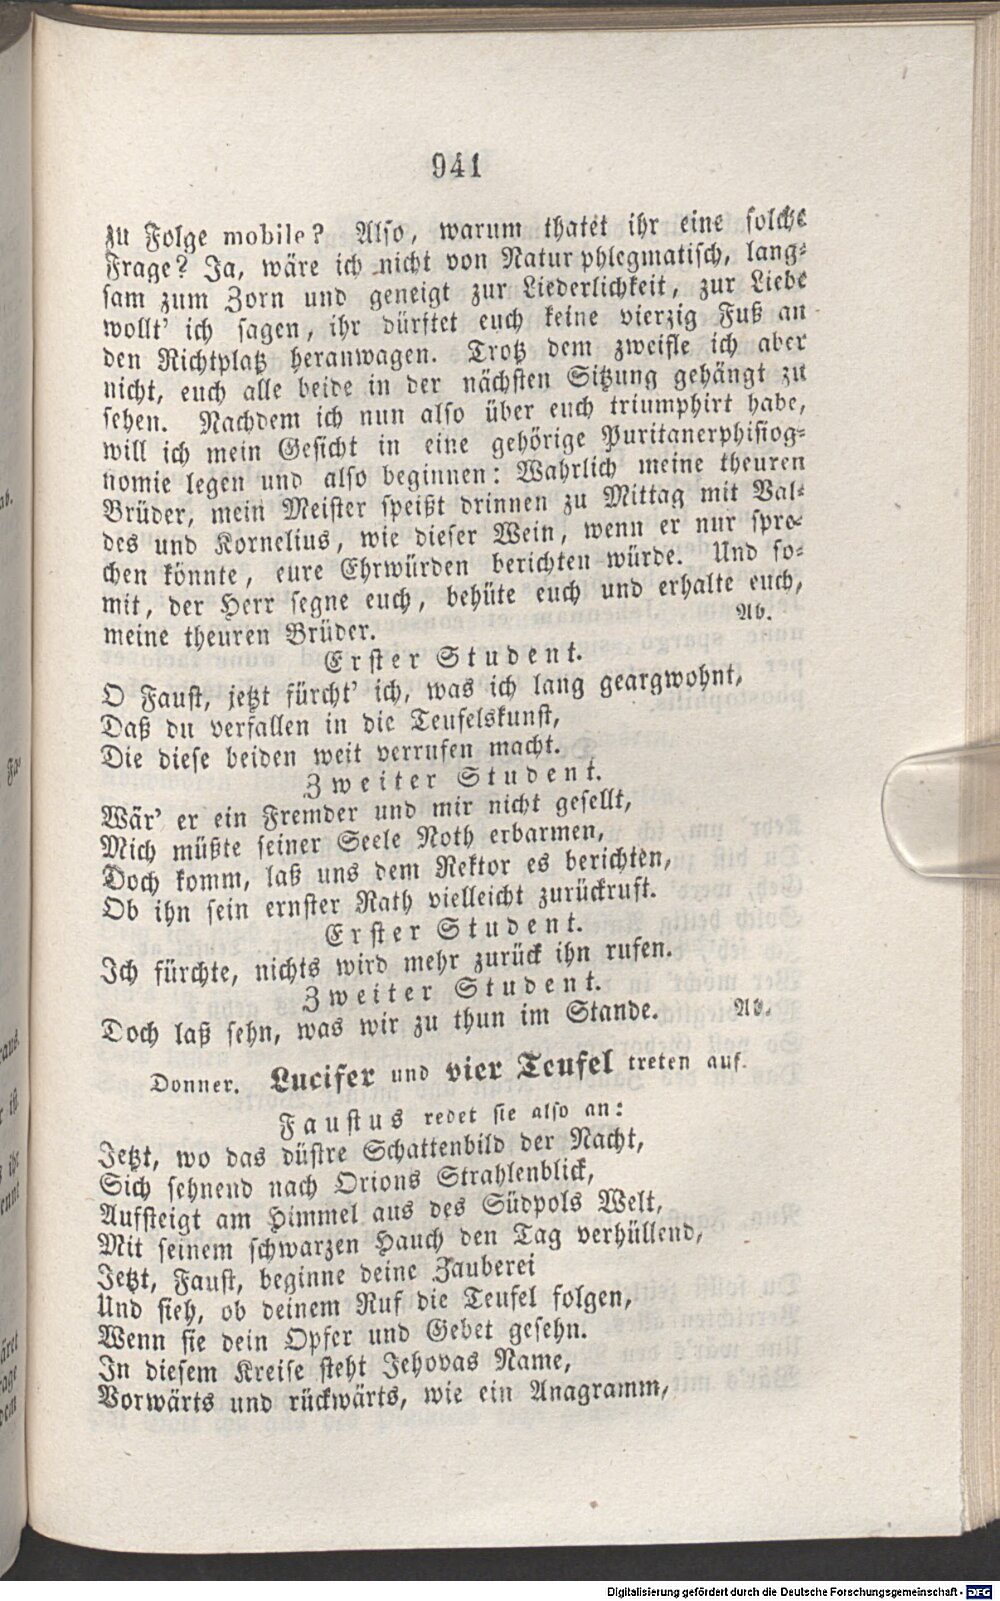 941
zu Folge mobile? Also, warum thatet ihr eine solche
Frage? Ja, wäre ich nicht von Natur phlegmatisch, lang-
sam zum Zorn und geneigt zur Liederlichkeit, zur Liebe
wollt' ich sagen, ihr dürftet euch keine vierzig Fuß an
den Richtplatz heranwagen. Trotz dem zweifle ich aber
nicht, euch alle beide in der nächsten Sitzung gehängt zu
sehen. Nachdem ich nun also über euch triumphirt habe,
will ich mein Gesicht in eine gehörige Puritanerphisiog-
nomie legen und also beginnen: Wahrlich meine theuren
Brüder, mein Meister speißt drinnen zu Mittag mit Val-
des und Kornelius, wie dieser Wein, wenn er nur spre-
chen könnte, eure Ehrwürden berichten würde. Und so-
mit, der Herr segne euch, behüte euch und erhalte euch,
meine theuren Brüder. Ab.
Erster Student.
O Faust, jetzt fürcht' ich, was ich lang geargwohnt,
Daß du verfallen in die Teufelskunst,
Die diese beiden weit verrufen macht.
Zweiter Student.
Wär' er ein Fremder und mir nicht gesellt,
Mich müßte seiner Seele Noth erbarmen,
Doch komm, laß uns dem Rektor es berichten,
Ob ihn sein ernster Rath vielleicht zurückruft.
Erster Student.
Ich fürchte, nichts wird mehr zurück ihn rufen.
Zweiter Student.
Doch laß sehn, was wir zu thun im Stande. Ab.
Donner. Lucifer und vier Teufel treten auf.
Faustus redet sie also an:
Jetzt, wo das düstre Schattenbild der Nacht,
Sich sehnend nach Orions Strahlenblick,
Aufsteigt am Himmel aus des Südpols Welt,
Mit seinem schwarzen Hauch den Tag verhüllend,
Jetzt, Faust, beginne deine Zauberei
Und sieh, ob deinem Ruf die Teufel folgen,
Wenn sie dein Opfer und Gebet gesehn.
In diesem Kreise steht Jehovas Name,
Vorwärts und rückwärts, wie ein Anagramm,
Digitalisierung gefördert durch die Deutsche Forschungsgemeinschaft - DFG